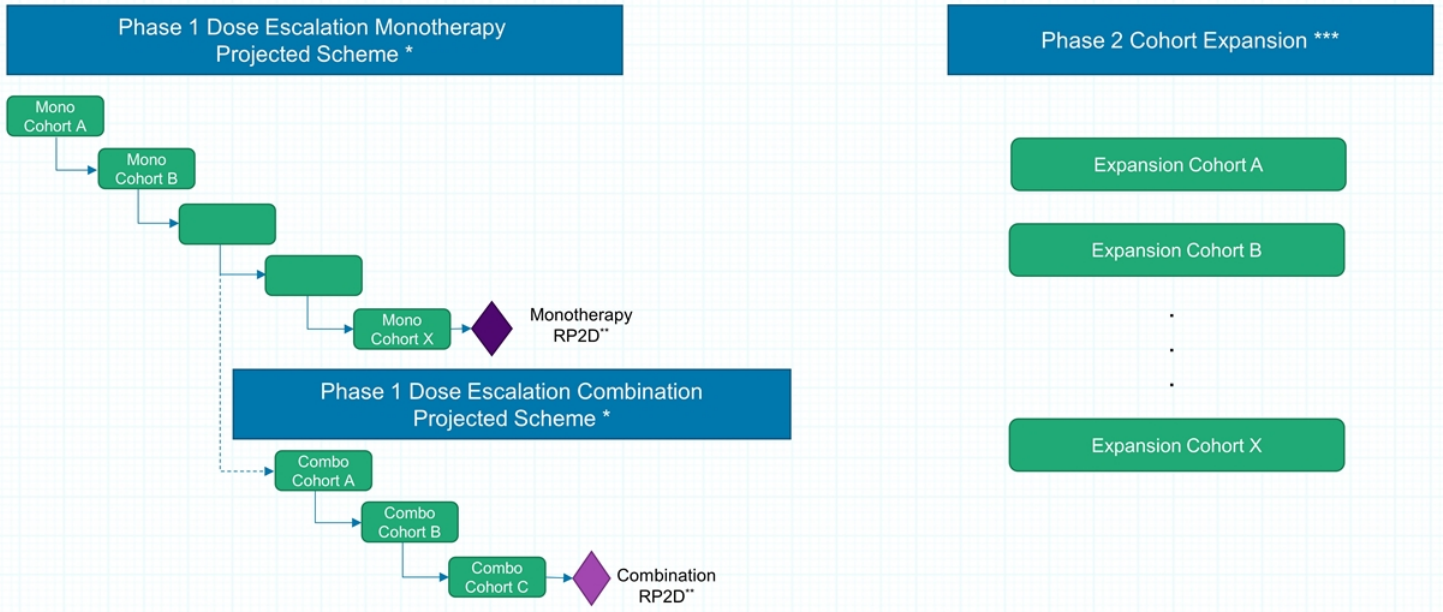 Phase 1 Dose Escalation Monotherapy
Projected Scheme *
Phase 2 Cohort Expansion ***
Mono
Cohort A
Mono
Cohort B
Mono
Cohort X
Monotherapy
RP2D**
Phase 1 Dose Escalation Combination
Projected Scheme *
Combo
Cohort A
Combo
Cohort B
Combo
Cohort C
Combination
RP2D**
Expansion Cohort A
Expansion Cohort B
.
.
.
Expansion Cohort X